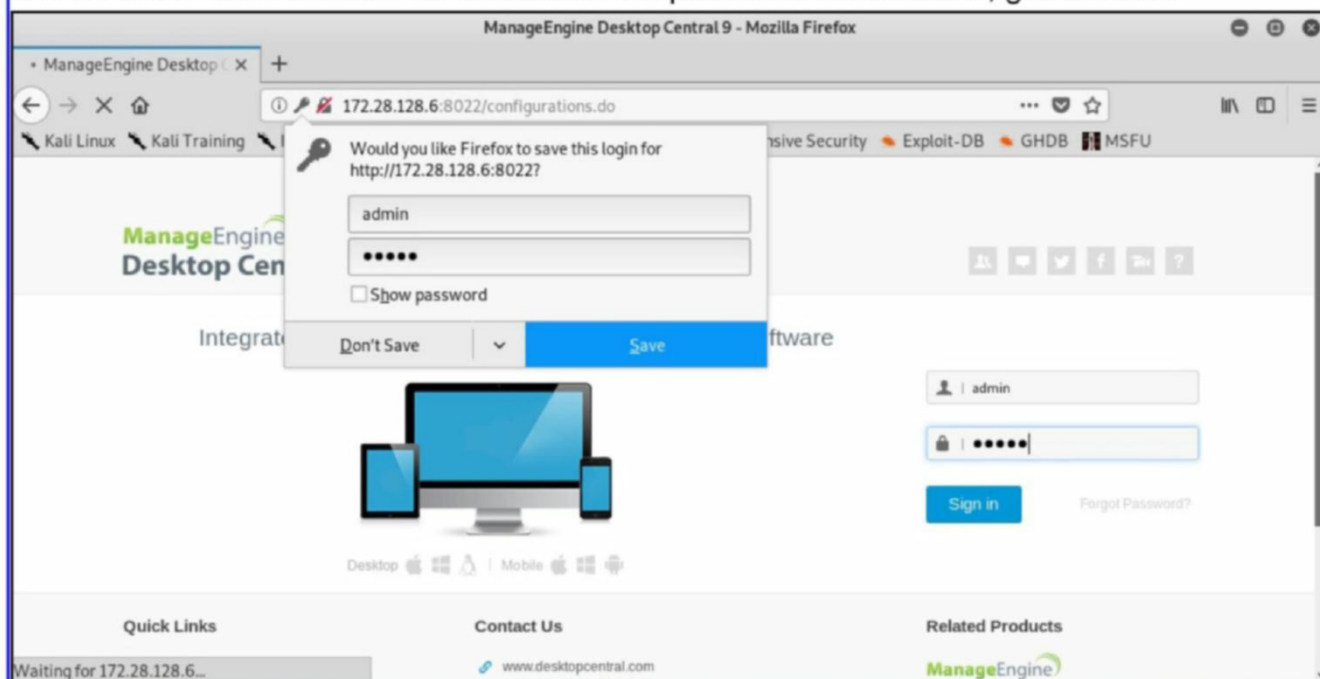 ManageEngine Desktop Central 9 - Mozilla Firefox
• ManageEngine Desktop C × +
172.28.128.6:8022/configurations.do
Kali Linux Kali Training nsive Security Exploit-DB GHDB MSFU
Would you like Firefox to save this login for
http://172.28.128.6:8022?
admin
•••••
Show password
Don't Save Save
ManageEngine
Desktop Cen
Integrat ftware
admin
•••••
Sign in Forgot Password?
Desktop | Mobile
Quick Links Contact Us Related Products
www.desktopcentral.com ManageEngine
Waiting for 172.28.128.6...